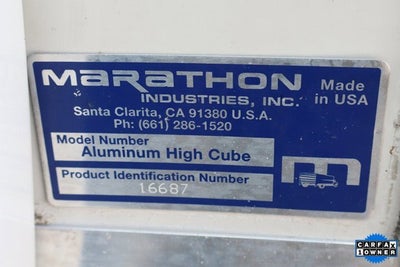 MARATHON
INDUSTRIES, INC.
Made
in USA
Santa Clarita, CA 91380 U.S.A.
Ph: (661) 286-1520
Model Number
Aluminum High Cube
Product Identification Number
16687
m
CARFAX
1 OWNER